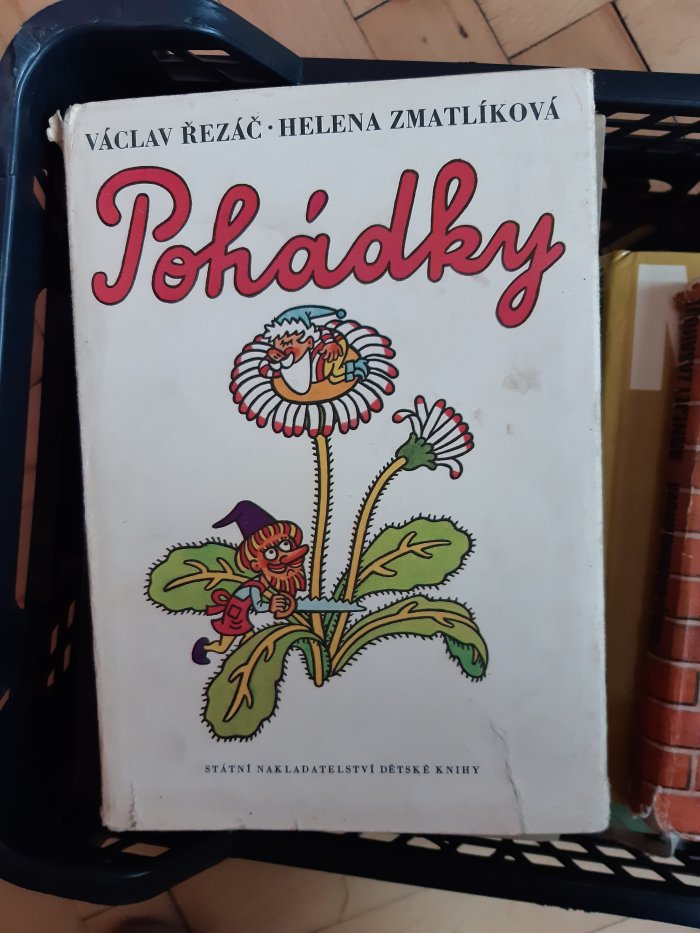 VÁCLAV ŘEZÁČ · HELENA ZMATLÍKOVÁ
Pohádky
STÁTNÍ NAKLADATELSTVÍ DĚTSKÉ KNIHY